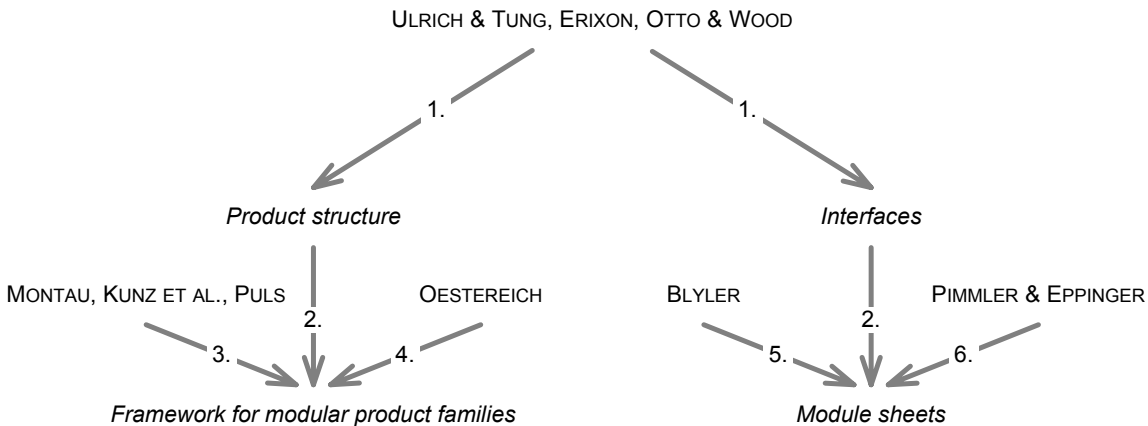 ULRICH & TUNG, ERIXON, OTTO & WOOD
1. 1.
Product structure Interfaces
MONTAU, KUNZ ET AL., PULS OESTEREICH BLYLER PIMMLER & EPPINGER
3. 2. 4. 5. 2. 6.
Framework for modular product families Module sheets